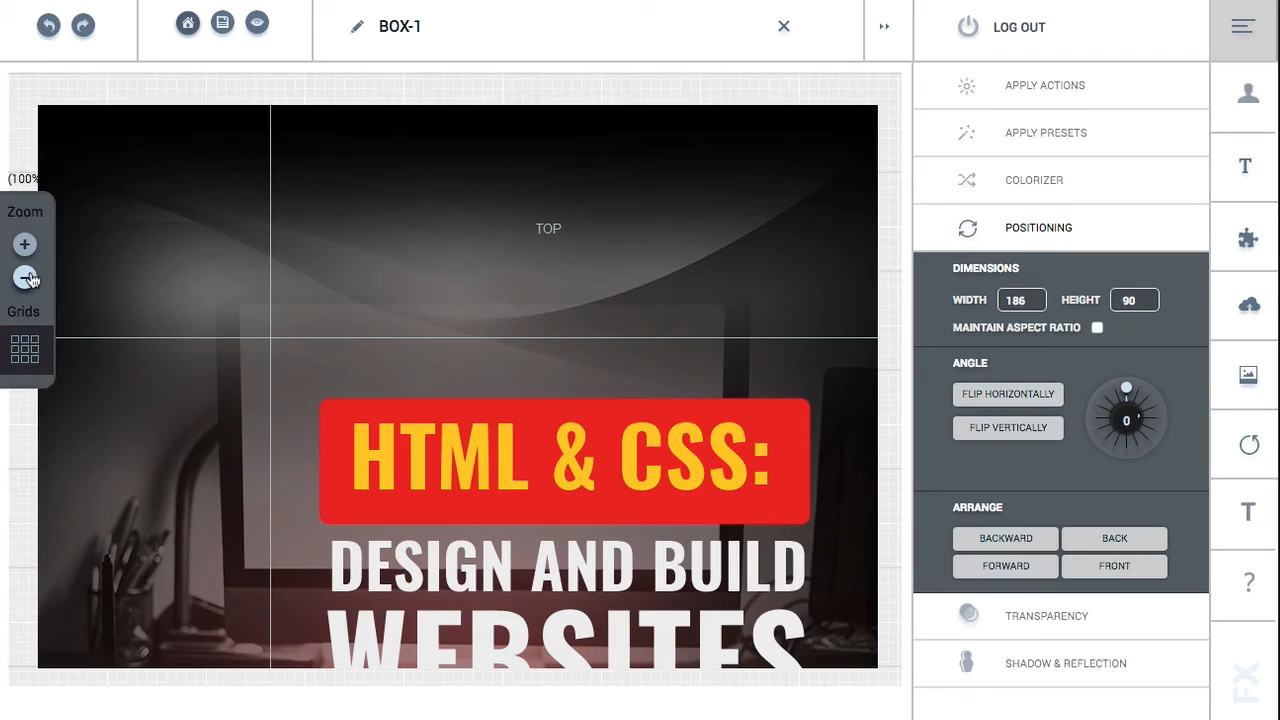 BOX-1
LOG OUT
(100%
Zoom
Grids
TOP
HTML & CSS:
DESIGN AND BUILD
WEBSITES
APPLY ACTIONS
APPLY PRESETS
COLORIZER
POSITIONING
DIMENSIONS
WIDTH 186 HEIGHT 90
MAINTAIN ASPECT RATIO
ANGLE
FLIP HORIZONTALLY
0
FLIP VERTICALLY
ARRANGE
BACKWARD BACK
FORWARD FRONT
TRANSPARENCY
SHADOW & REFLECTION
T
T
?
FX